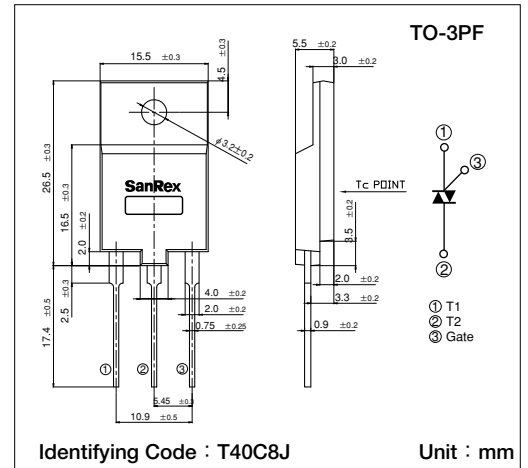 TO-3PF
15.5 ±0.3
4.5 ±0.3
5.5 ±0.2
3.0 ±0.2
φ3.2±0.2
26.5 ±0.3
16.5 ±0.3
2.0 ±0.2
SanRex
Tc POINT
3.5 ±0.2
① 
③
②
2.0 ±0.2
3.3 ±0.2
0.9 ±0.2
4.0 ±0.2
2.0 ±0.2
0.75 ±0.25
2.5 ±0.3
17.4 ±0.5
① ② ③
5.45 ±0.3
10.9 ±0.5
① T1
② T2
③ Gate
Identifying Code : T40C8J
Unit : mm